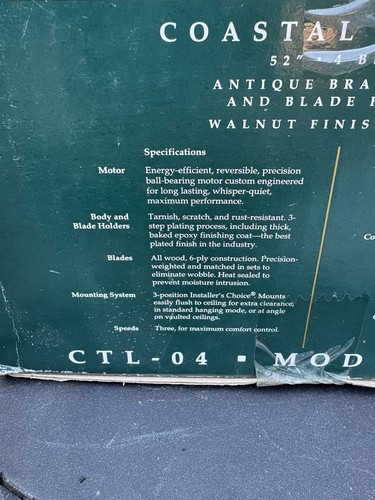 COASTAL
52" • 4 B
ANTIQUE BRA
AND BLADE
WALNUT FINIS
Specifications
Motor Energy-efficient, reversible, precision
ball-bearing motor custom engineered
for long lasting, whisper-quiet,
maximum performance.
Body and Tarnish, scratch, and rust-resistant. 3-
Blade Holders step plating process, including thick,
baked epoxy finishing coat—the best
plated finish in the industry.
Blades All wood, 6-ply construction. Precision-
weighted and matched in sets to
eliminate wobble. Heat sealed to
prevent moisture intrusion.
Mounting System 3-position Installer's Choice®. Mounts
easily flush to ceiling for extra clearance,
in standard hanging mode, or at angle
on vaulted ceilings.
Speeds Three, for maximum comfort control.
Co
CTL-04 ▪ MOD